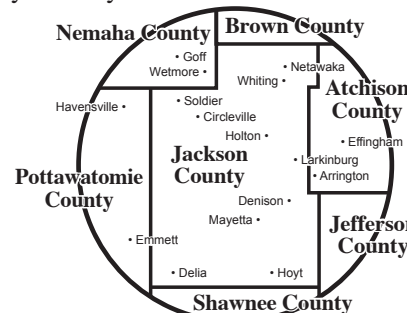 Nemaha County
Brown County
Goff
Wetmore
Netawaka
Whiting
Atchison
County
Havensville
Soldier
Circleville
Holton
Effingham
Jackson
County
Larkinburg
Arrington
Pottawatomie
County
Denison
Mayetta
Jefferson
County
Emmett
Delia
Hoyt
Shawnee County